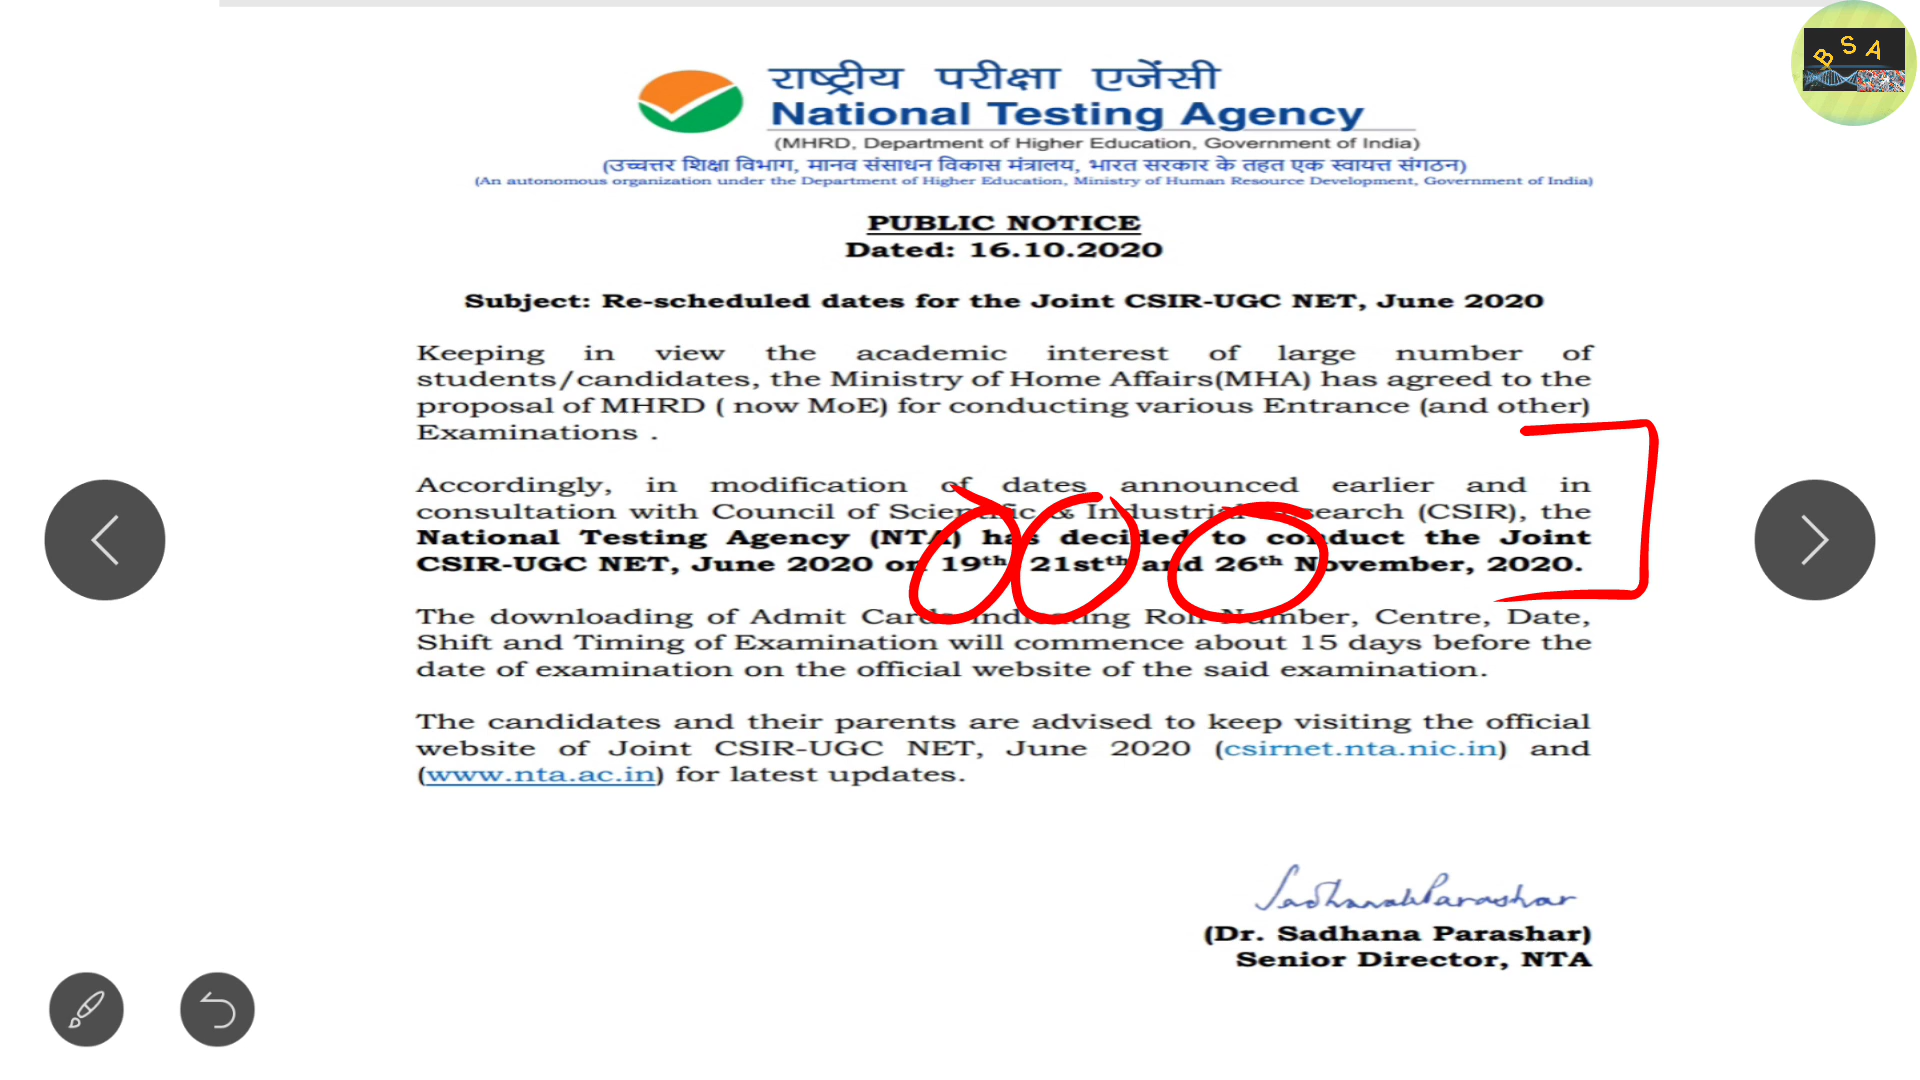 BSA
राष्ट्रीय परीक्षा एजेंसी
National Testing Agency
(MHRD, Department of Higher Education, Government of India)
(उच्चत्तर शिक्षा विभाग, मानव संसाधन विकास मंत्रालय, भारत सरकार के तहत एक स्वायत्त संगठन)
(An autonomous organization under the Department of Higher Education, Ministry of Human Resource Development, Government of India)
PUBLIC NOTICE
Dated: 16.10.2020
Subject: Re-scheduled dates for the Joint CSIR-UGC NET, June 2020
Keeping in view the academic interest of large number of
students/candidates, the Ministry of Home Affairs(MHA) has agreed to the
proposal of MHRD ( now MoE) for conducting various Entrance (and other)
Examinations .
Accordingly, in modification of dates announced earlier and in
consultation with Council of Scientific & Industrial Research (CSIR), the
National Testing Agency (NTA) has decided to conduct the Joint
CSIR-UGC NET, June 2020 on 19th, 21stth and 26th November, 2020.
The downloading of Admit Cards indicating Roll Number, Centre, Date,
Shift and Timing of Examination will commence about 15 days before the
date of examination on the official website of the said examination.
The candidates and their parents are advised to keep visiting the official
website of Joint CSIR-UGC NET, June 2020 (csirnet.nta.nic.in) and
(www.nta.ac.in) for latest updates.
Sadhana Parashar
(Dr. Sadhana Parashar)
Senior Director, NTA